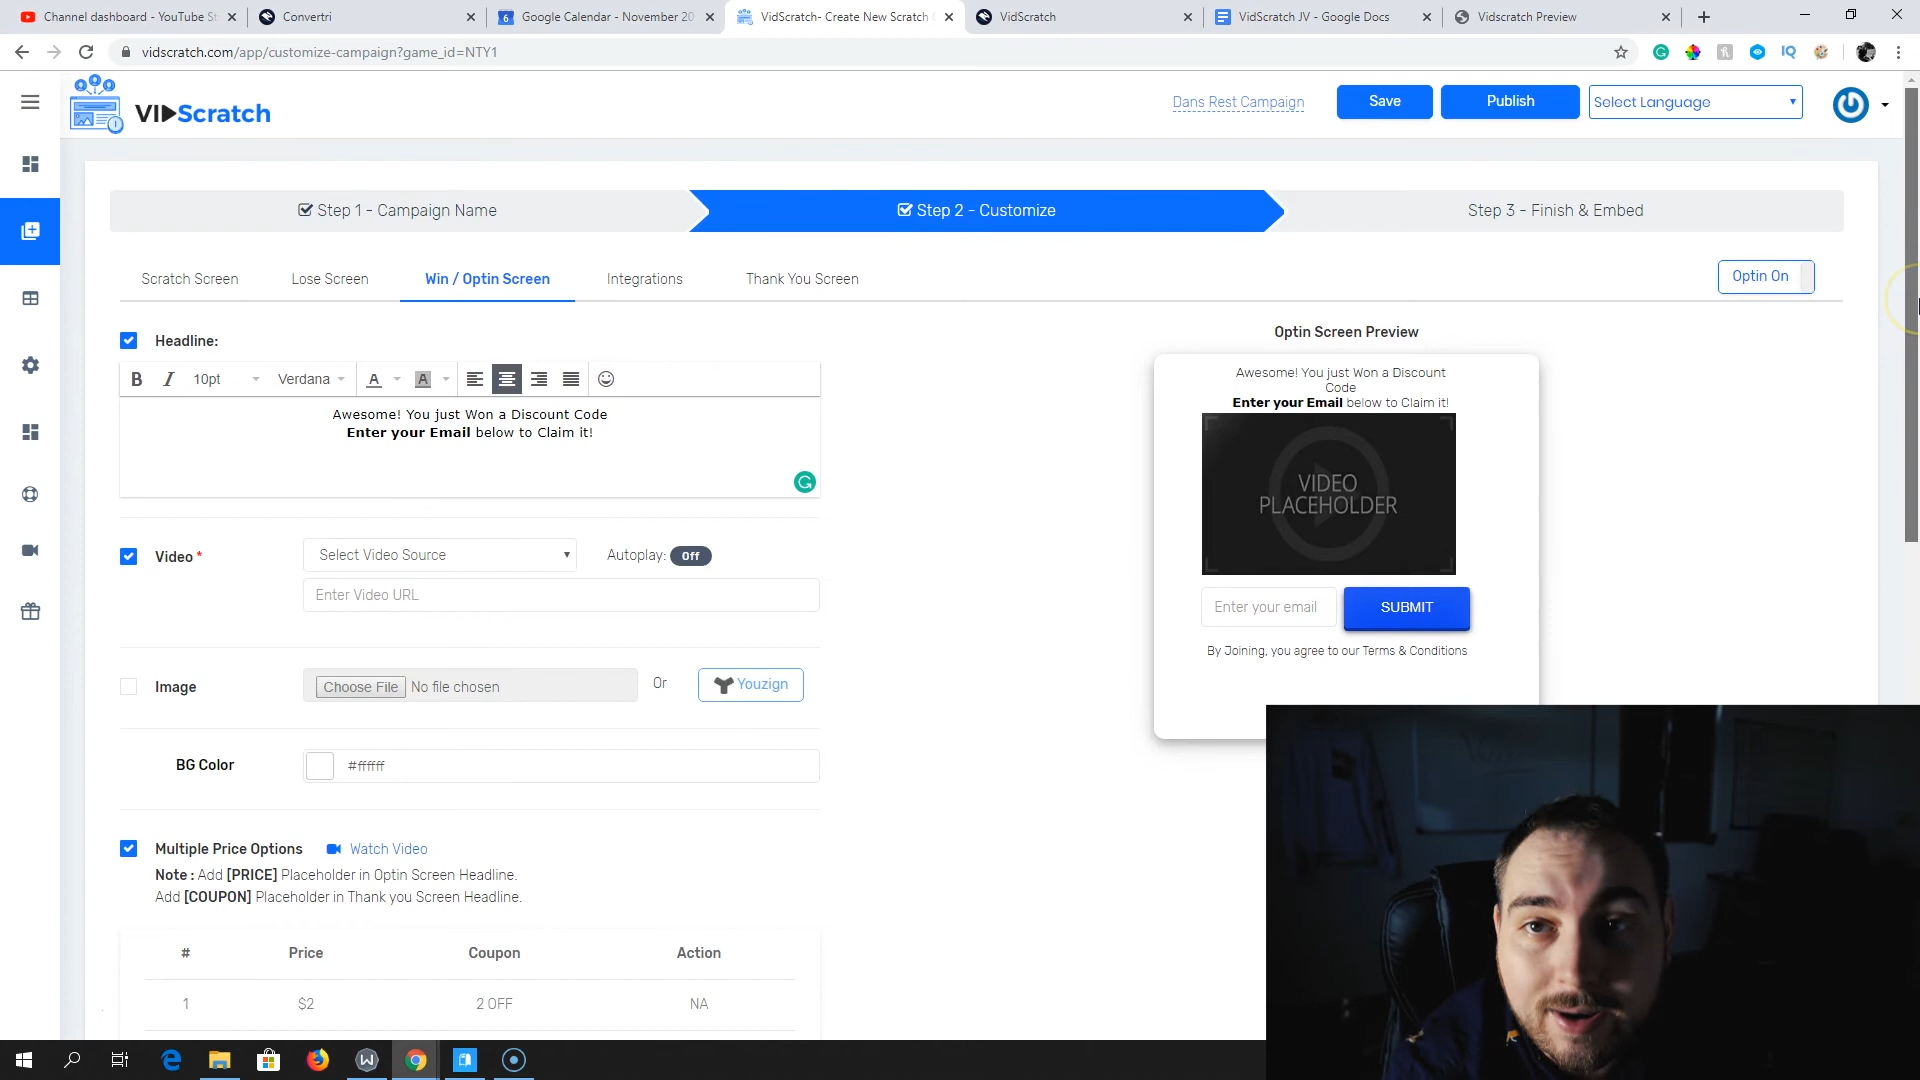 Channel dashboard - YouTube St
Convertri
Google Calendar - November 20
VidScratch- Create New Scratch
VidScratch
VidScratch JV - Google Docs
Vidscratch Preview
vidscratch.com/app/customize-campaign?game_id=NTY1
VIDScratch
Dans Rest Campaign
Save
Publish
Select Language
Step 1 - Campaign Name
Step 2 - Customize
Step 3 - Finish & Embed
Scratch Screen
Lose Screen
Win / Optin Screen
Integrations
Thank You Screen
Optin On
Headline:
B I 10pt Verdana A A
Awesome! You just Won a Discount Code
Enter your Email below to Claim it!
Video *
Select Video Source
Autoplay: Off
Enter Video URL
Image
Choose File No file chosen
Or
Youzign
BG Color
#ffffff
Multiple Price Options
Watch Video
Note : Add [PRICE] Placeholder in Optin Screen Headline.
Add [COUPON] Placeholder in Thank you Screen Headline.
# Price Coupon Action
1 $2 2 OFF NA
Optin Screen Preview
Awesome! You just Won a Discount
Code
Enter your Email below to Claim it!
VIDEO
PLACEHOLDER
Enter your email
SUBMIT
By Joining, you agree to our Terms & Conditions